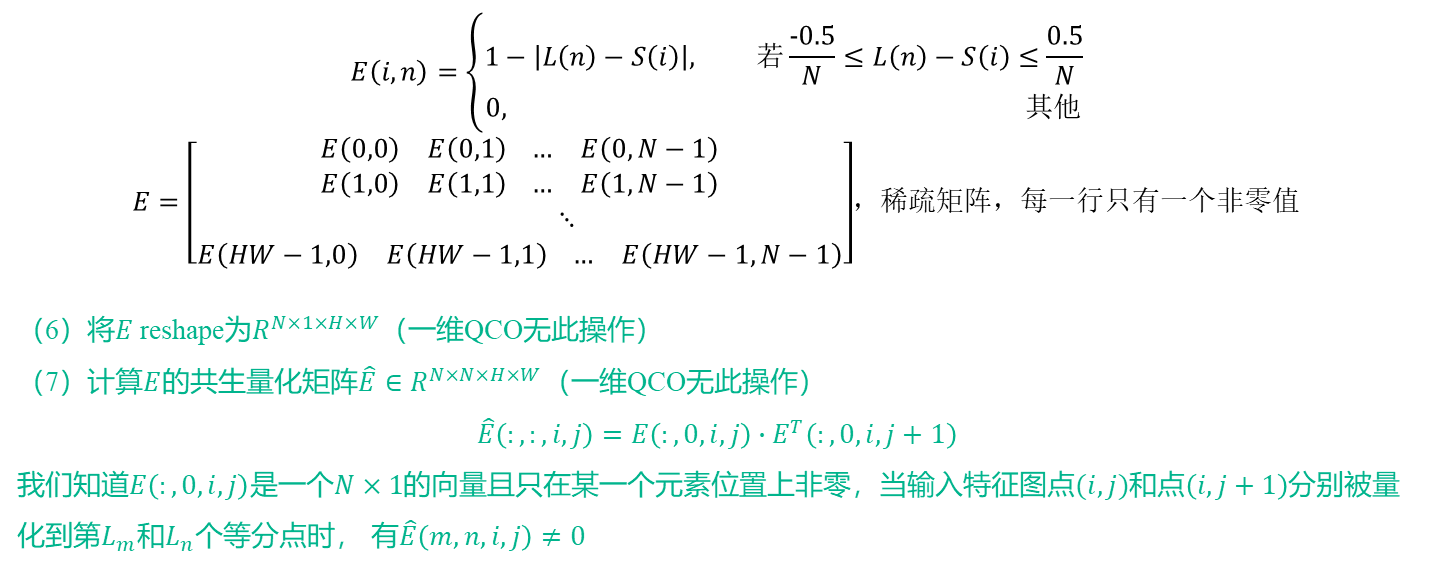 E(i, n) = { 1 − |L(n) − S(i)|, 若 -0.5/N ≤ L(n) − S(i) ≤ 0.5/N
0, 其他
E = [ E(0,0) E(0,1) … E(0, N − 1)
E(1,0) E(1,1) … E(1, N − 1)
⋱
E(HW − 1,0) E(HW − 1,1) … E(HW − 1, N − 1) ],稀疏矩阵,每一行只有一个非零值
(6)将E reshape为R^{N×1×H×W}(一维QCO无此操作)
(7)计算E的共生量化矩阵Ê ∈ R^{N×N×H×W}(一维QCO无此操作)
Ê(:,:,i,j) = E(:,0,i,j) · E^T(:,0,i,j + 1)
我们知道E(:,0,i,j)是一个N × 1的向量且只在某一个元素位置上非零,当输入特征图点(i,j)和点(i,j + 1)分别被量
化到第L_m和L_n个等分点时, 有Ê(m,n,i,j) ≠ 0